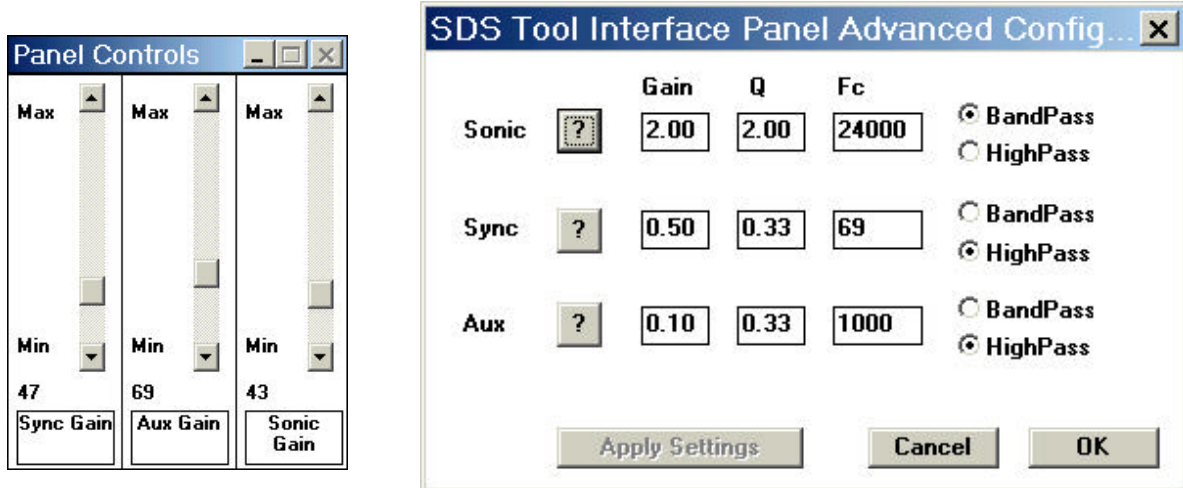 Panel Controls
Max Max Max
Min Min Min
47 69 43
Sync Gain Aux Gain Sonic
Gain
SDS Tool Interface Panel Advanced Config...
Gain Q Fc
Sonic ? 2.00 2.00 24000 BandPass
HighPass
Sync ? 0.50 0.33 69 BandPass
HighPass
Aux ? 0.10 0.33 1000 BandPass
HighPass
Apply Settings Cancel OK